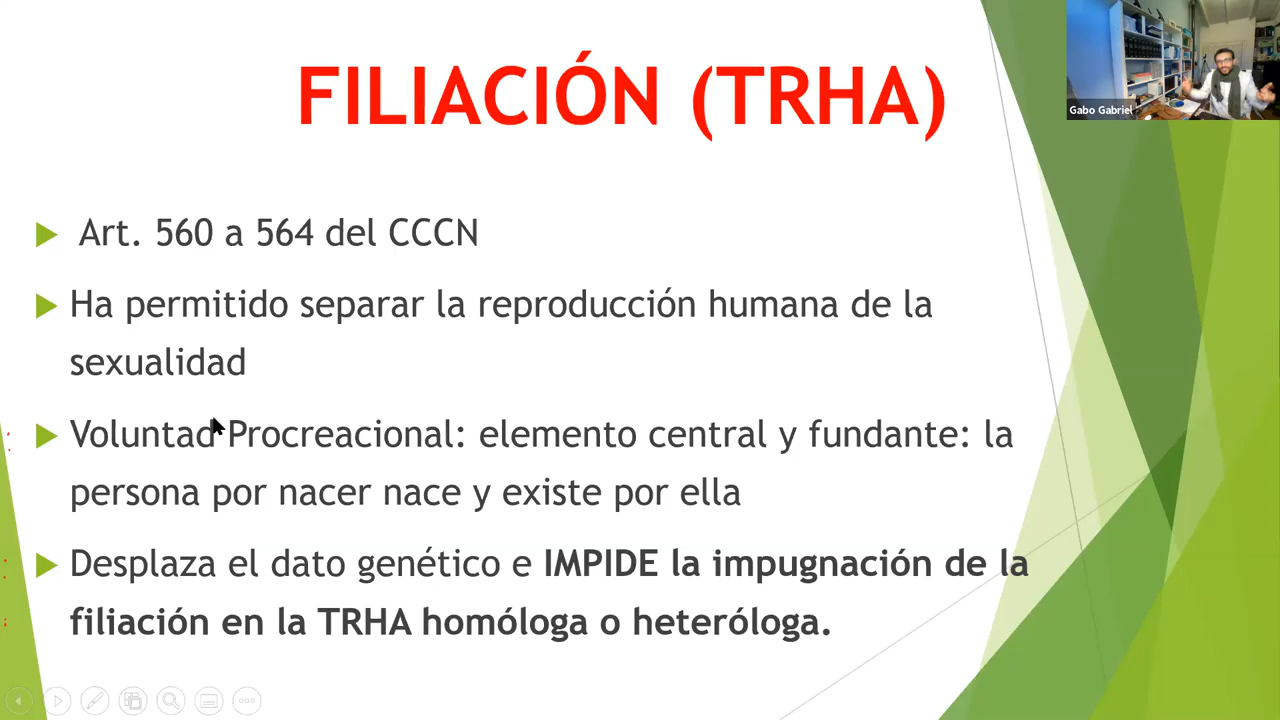 FILIACIÓN (TRHA)
Gabo Gabriel
Art. 560 a 564 del CCCN
Ha permitido separar la reproducción humana de la
sexualidad
Voluntad Procreacional: elemento central y fundante: la
persona por nacer nace y existe por ella
Desplaza el dato genético e IMPIDE la impugnación de la
filiación en la TRHA homóloga o heteróloga.